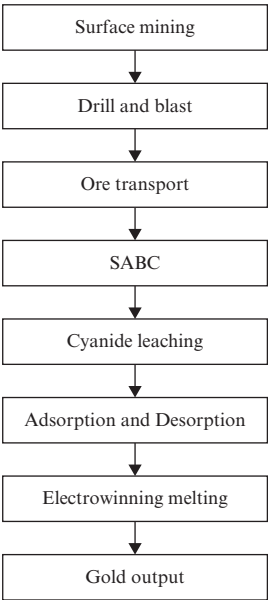 Surface mining
Drill and blast
Ore transport
SABC
Cyanide leaching
Adsorption and Desorption
Electrowinning melting
Gold output